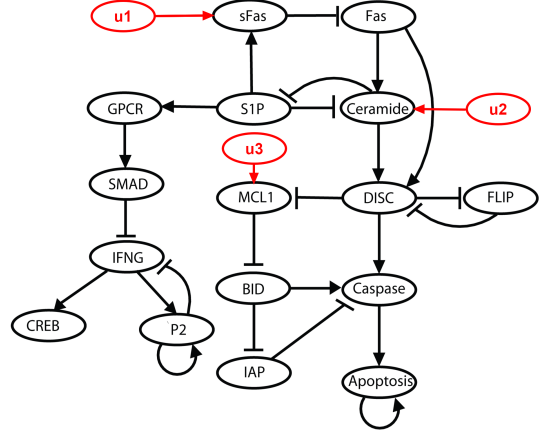 u1
sFas
Fas
GPCR
S1P
Ceramide
u2
u3
SMAD
MCL1
DISC
FLIP
IFNG
BID
Caspase
CREB
P2
IAP
Apoptosis